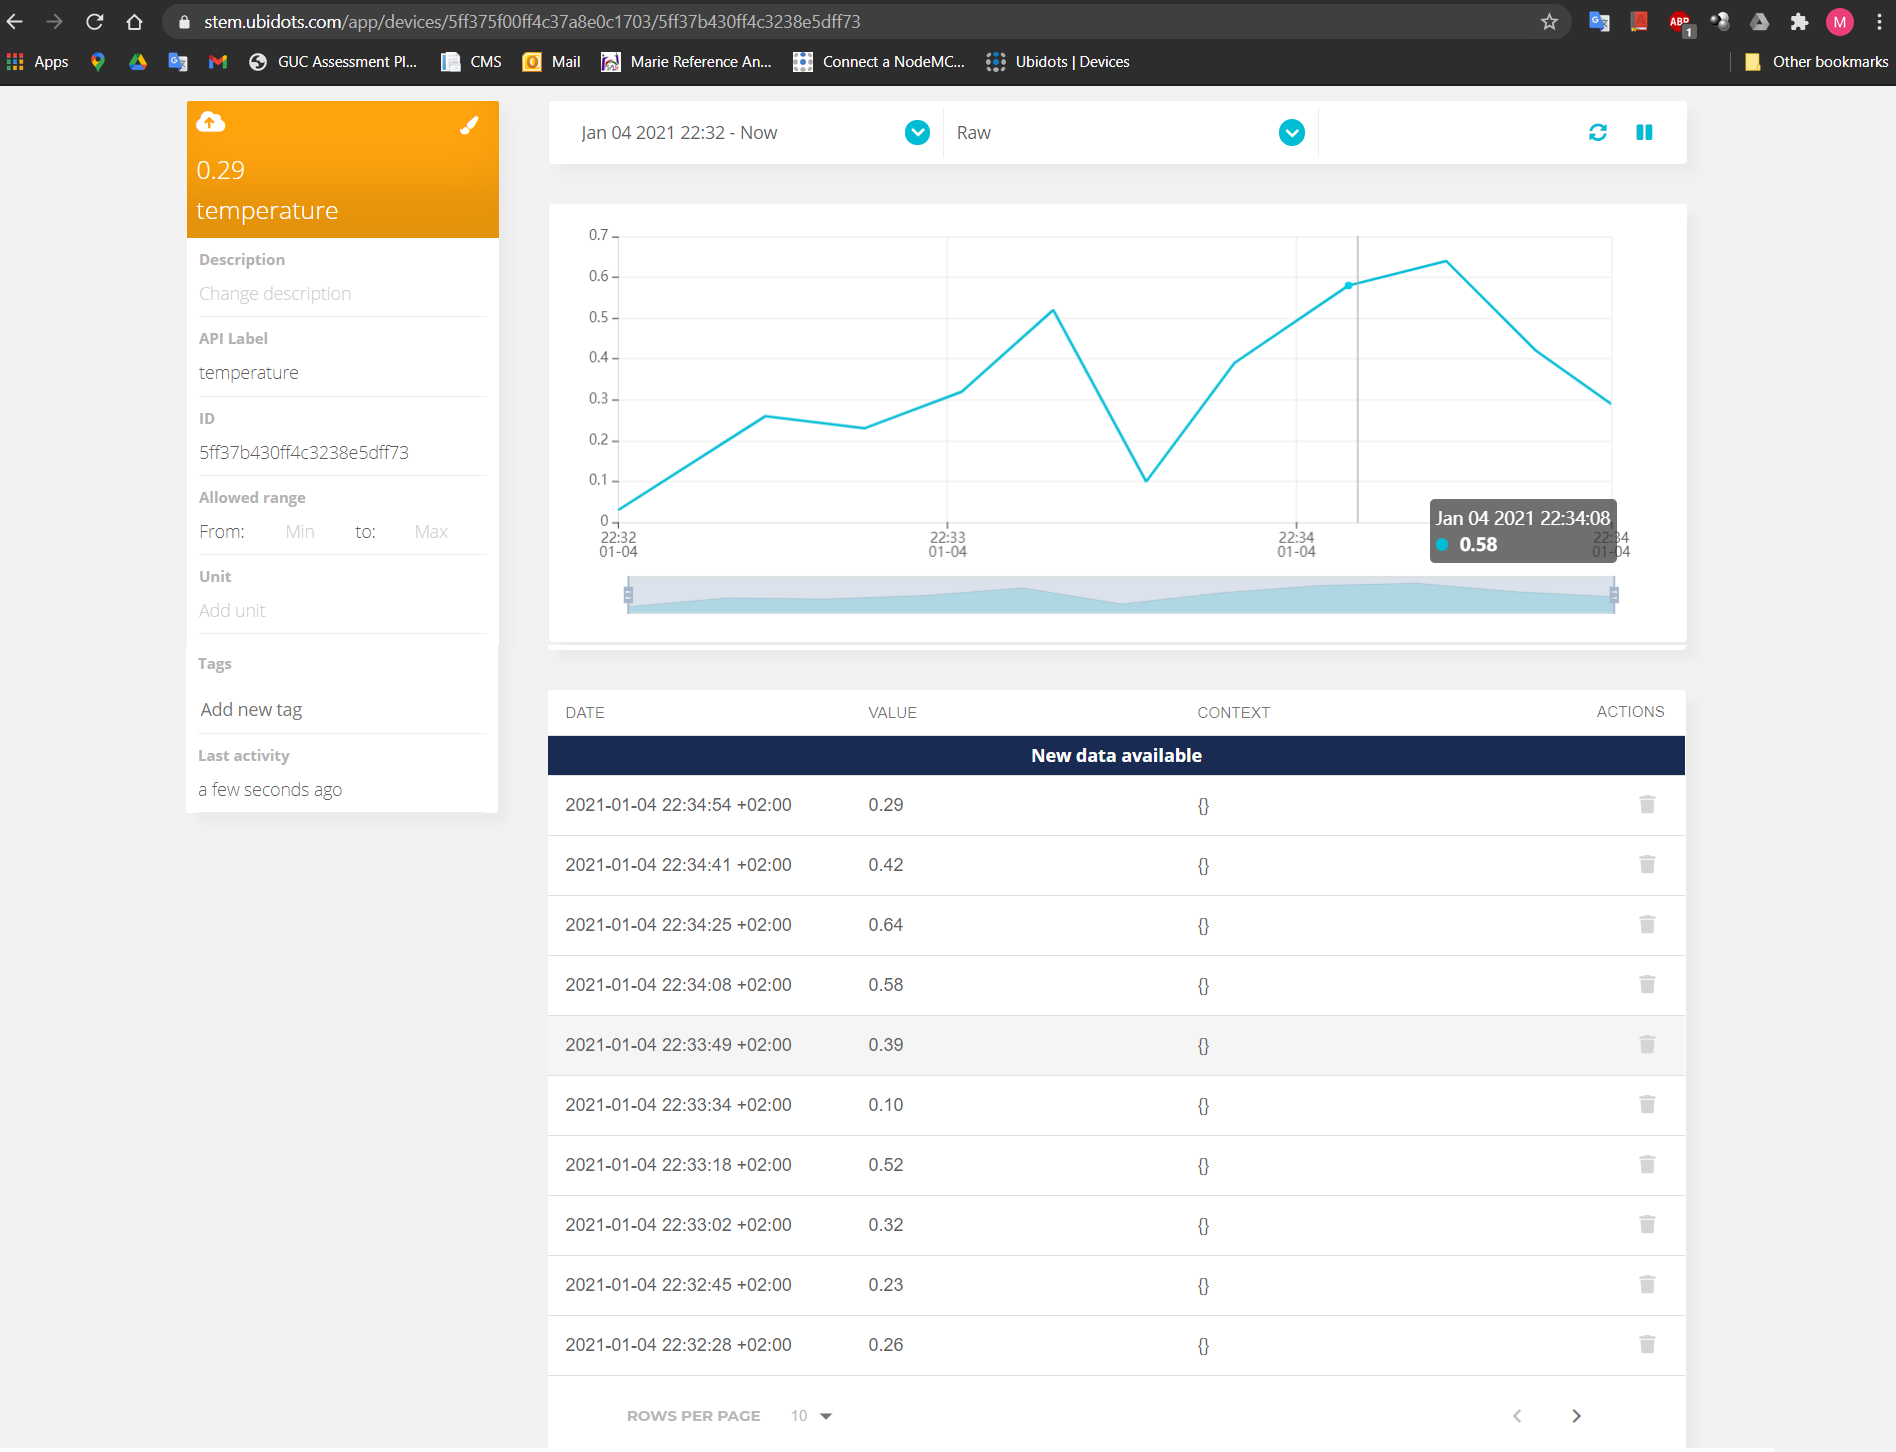 stem.ubidots.com/app/devices/5ff375f00ff4c37a8e0c1703/5ff37b430ff4c3238e5dff73
ABP
1
M
Apps
GUC Assessment Pl...
CMS
Mail
Marie Reference An...
Connect a NodeMC...
Ubidots | Devices
Other bookmarks
0.29
temperature
Description
Change description
API Label
temperature
ID
5ff37b430ff4c3238e5dff73
Allowed range
From: Min to: Max
Unit
Add unit
Tags
Add new tag
Last activity
a few seconds ago
Jan 04 2021 22:32 - Now
Raw
0.7
0.6
0.5
0.4
0.3
0.2
0.1
0
22:32 22:33 22:34 22:34
01-04 01-04 01-04 01-04
Jan 04 2021 22:34:08
0.58
DATE VALUE CONTEXT ACTIONS
New data available
2021-01-04 22:34:54 +02:00 0.29 {}
2021-01-04 22:34:41 +02:00 0.42 {}
2021-01-04 22:34:25 +02:00 0.64 {}
2021-01-04 22:34:08 +02:00 0.58 {}
2021-01-04 22:33:49 +02:00 0.39 {}
2021-01-04 22:33:34 +02:00 0.10 {}
2021-01-04 22:33:18 +02:00 0.52 {}
2021-01-04 22:33:02 +02:00 0.32 {}
2021-01-04 22:32:45 +02:00 0.23 {}
2021-01-04 22:32:28 +02:00 0.26 {}
ROWS PER PAGE 10